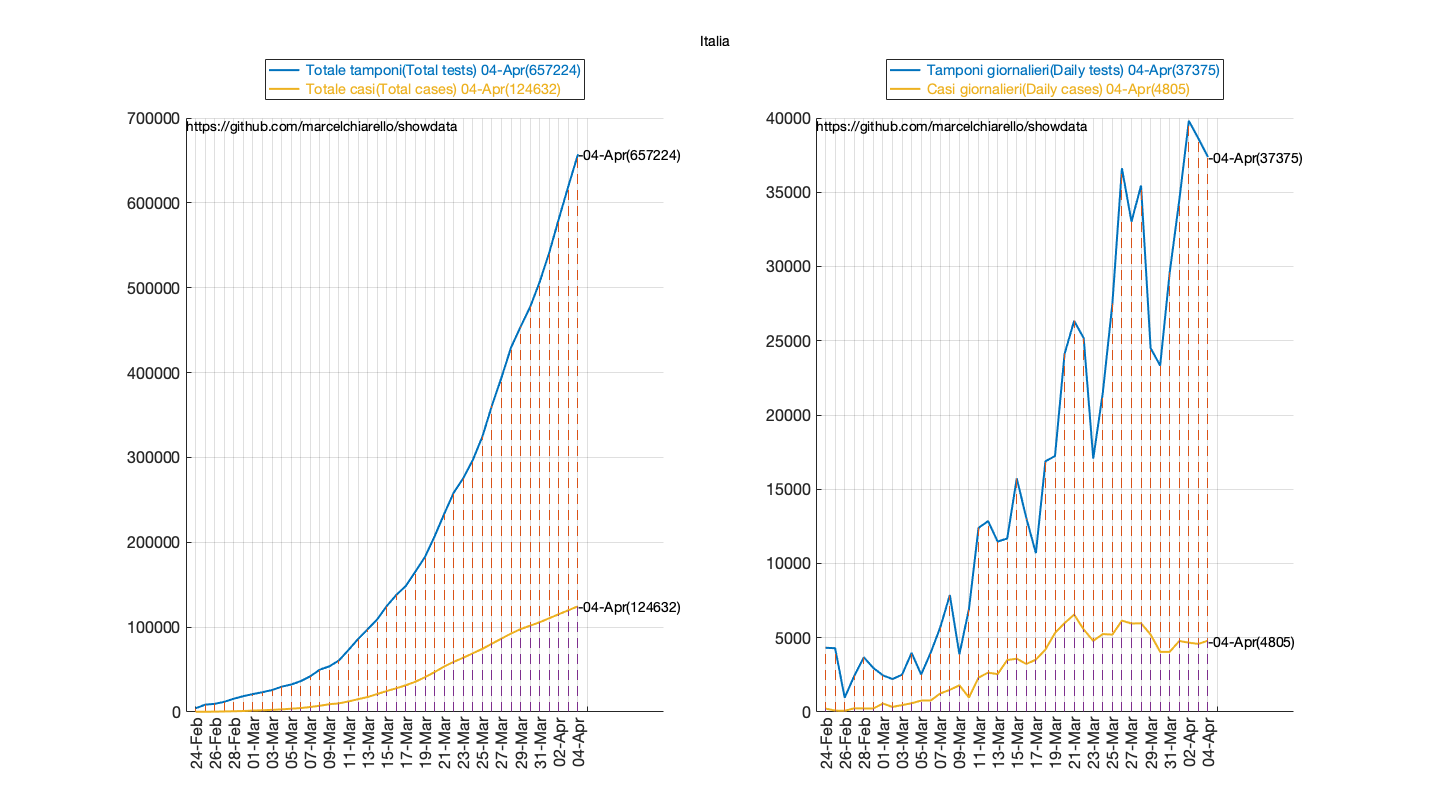 Italia
Totale tamponi(Total tests) 04-Apr(657224)
Totale casi(Total cases) 04-Apr(124632)
700000
https://github.com/marcelchiarello/showdata
-04-Apr(657224)
600000
500000
400000
300000
200000
-04-Apr(124632)
100000
0
24-Feb
26-Feb
28-Feb
01-Mar
03-Mar
05-Mar
07-Mar
09-Mar
11-Mar
13-Mar
15-Mar
17-Mar
19-Mar
21-Mar
23-Mar
25-Mar
27-Mar
29-Mar
31-Mar
02-Apr
04-Apr
Tamponi giornalieri(Daily tests) 04-Apr(37375)
Casi giornalieri(Daily cases) 04-Apr(4805)
40000
https://github.com/marcelchiarello/showdata
-04-Apr(37375)
35000
30000
25000
20000
15000
10000
5000
-04-Apr(4805)
0
24-Feb
26-Feb
28-Feb
01-Mar
03-Mar
05-Mar
07-Mar
09-Mar
11-Mar
13-Mar
15-Mar
17-Mar
19-Mar
21-Mar
23-Mar
25-Mar
27-Mar
29-Mar
31-Mar
02-Apr
04-Apr